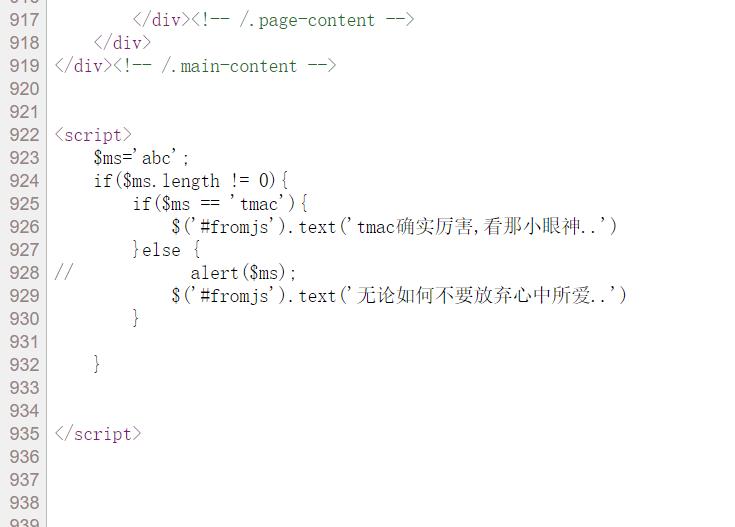 917 </div><!-- /.page-content -->
918 </div>
919 </div><!-- /.main-content -->
920
921
922 <script>
923 $ms='abc';
924 if($ms.length != 0){
925 if($ms == 'tmac'){
926 $('#fromjs').text('tmac确实厉害,看那小眼神..')
927 }else {
928 // alert($ms);
929 $('#fromjs').text('无论如何不要放弃心中所爱..')
930 }
931
932 }
933
934
935 </script>
936
937
938
939